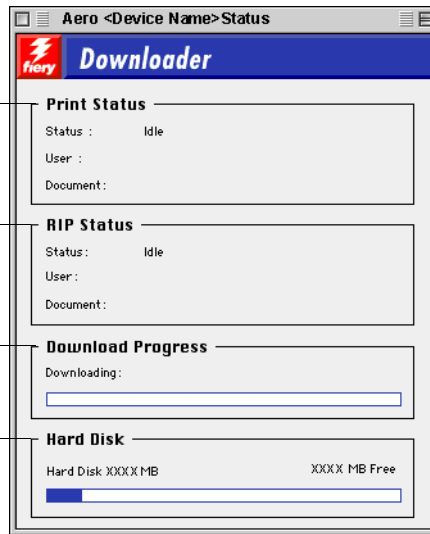 Aero <Device Name>Status
fiery Downloader
Print Status
Status : Idle
User :
Document:
RIP Status
Status: Idle
User:
Document:
Download Progress
Downloading:
Hard Disk
Hard Disk XXXX MB XXXX MB Free